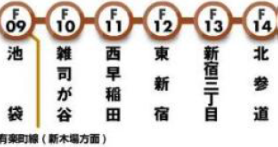 F 09
F 10
F 11
F 12
F 13
F 14
池袋
雑司が谷
西早稲田
東新宿
新宿三丁目
北参道
有楽町線(新木場方面)